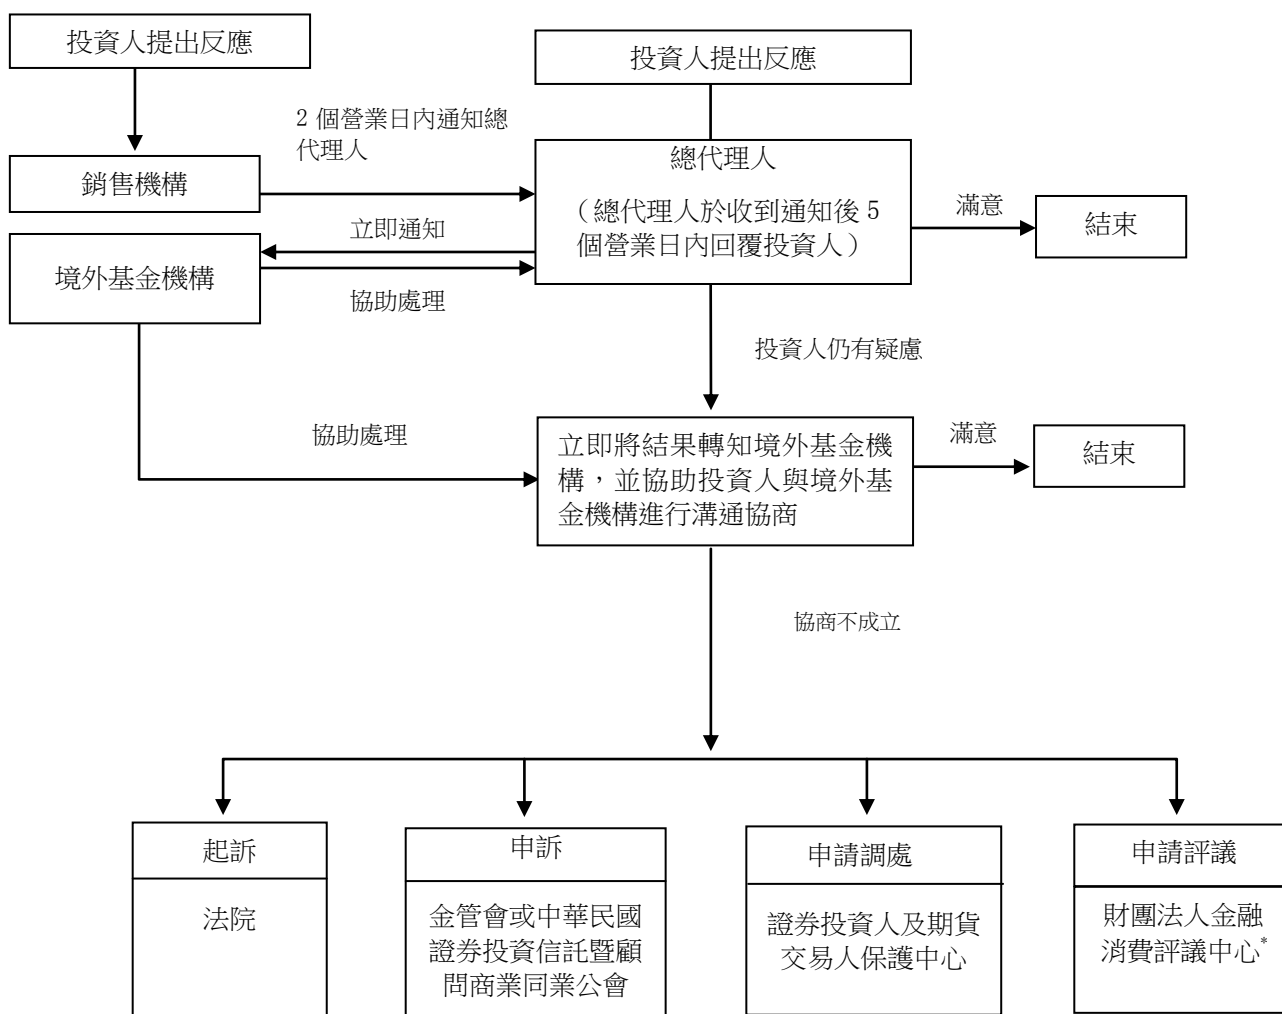 投資人提出反應
投資人提出反應
2 個營業日內通知總
代理人
銷售機構
總代理人
（總代理人於收到通知後 5
個營業日內回覆投資人）
滿意
結束
立即通知
境外基金機構
協助處理
投資人仍有疑慮
協助處理
立即將結果轉知境外基金機
構，並協助投資人與境外基
金機構進行溝通協商
滿意
結束
協商不成立
起訴
法院
申訴
金管會或中華民國
證券投資信託暨顧
問商業同業公會
申請調處
證券投資人及期貨
交易人保護中心
申請評議
財團法人金融
消費評議中心*